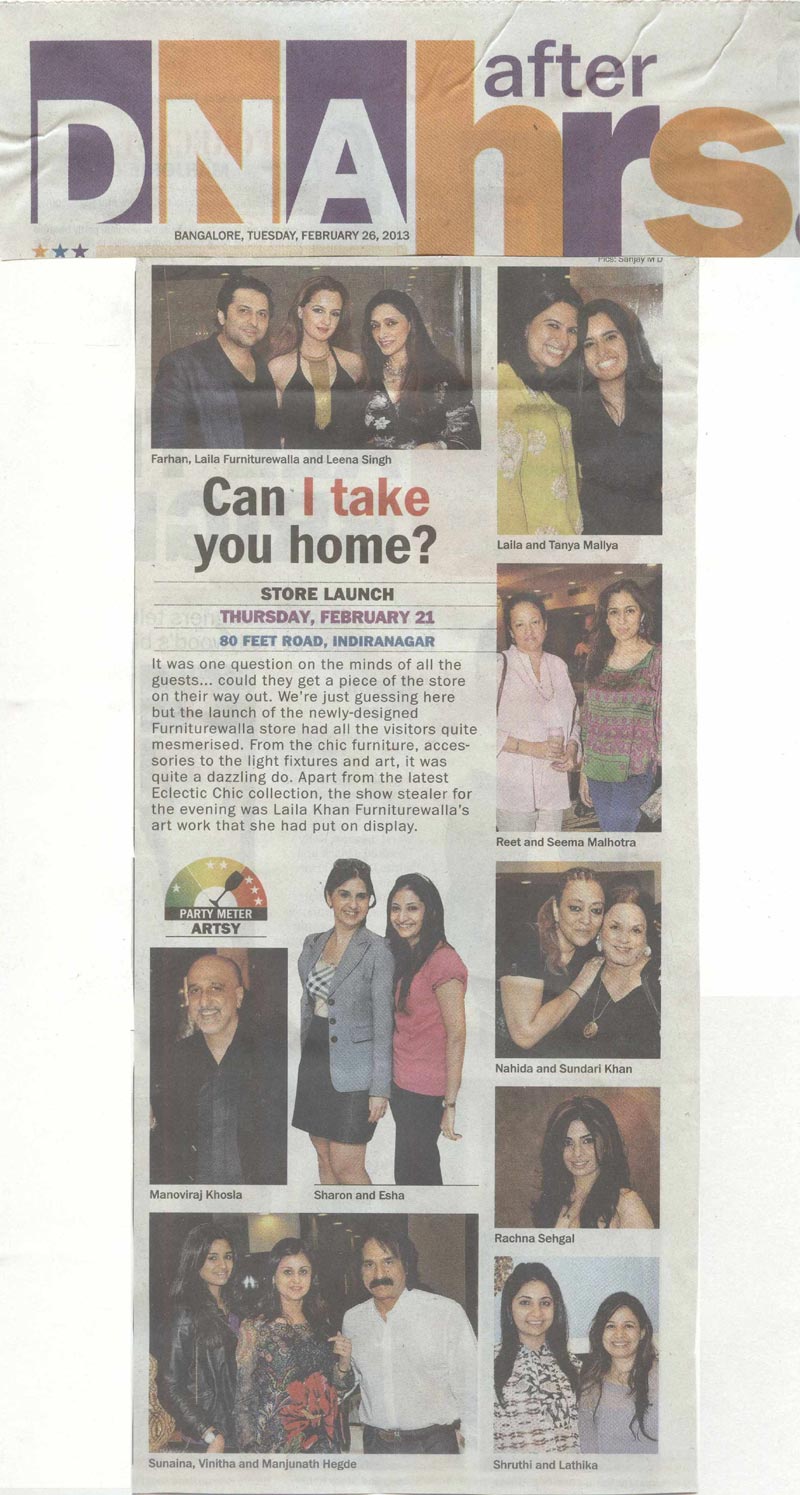 DNA after hrs
BANGALORE, TUESDAY, FEBRUARY 26, 2013
Pics: Sanjay M D
Farhan, Laila Furniturewalla and Leena Singh
Can I take
you home?
STORE LAUNCH
THURSDAY, FEBRUARY 21
80 FEET ROAD, INDIRANAGAR
It was one question on the minds of all the
guests... could they get a piece of the store
on their way out. We're just guessing here
but the launch of the newly-designed
Furniturewalla store had all the visitors quite
mesmerised. From the chic furniture, acces-
sories to the light fixtures and art, it was
quite a dazzling do. Apart from the latest
Eclectic Chic collection, the show stealer for
the evening was Laila Khan Furniturewalla's
art work that she had put on display.
PARTY METER
ARTSY
Manoviraj Khosla
Sharon and Esha
Sunaina, Vinitha and Manjunath Hegde
Laila and Tanya Mallya
Reet and Seema Malhotra
Nahida and Sundari Khan
Rachna Sehgal
Shruthi and Lathika